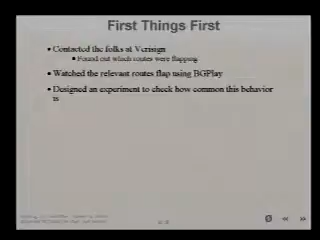 First Things First
Contacted the folks at Verisign
Found out which routes were flapping
Watched the relevant routes flap using BGPlay
Designed an experiment to check how common this behavior
is